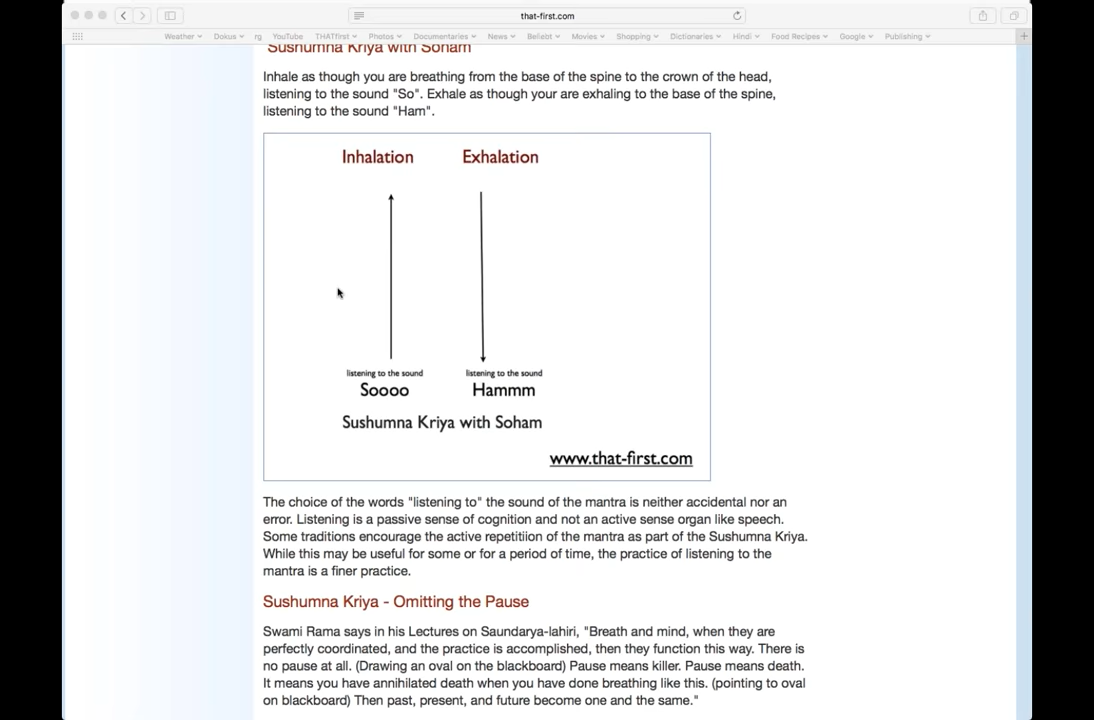 that-first.com
Weather Dokus rg YouTube THATfirst Photos Documentaries News Beliebt Movies Shopping Dictionaries Hindi Food Recipes Google Publishing
Sushumna Kriya with Soham
Inhale as though you are breathing from the base of the spine to the crown of the head,
listening to the sound "So". Exhale as though your are exhaling to the base of the spine,
listening to the sound "Ham".
Inhalation Exhalation
listening to the sound listening to the sound
Soooo Hammm
Sushumna Kriya with Soham
www.that-first.com
The choice of the words "listening to" the sound of the mantra is neither accidental nor an
error. Listening is a passive sense of cognition and not an active sense organ like speech.
Some traditions encourage the active repetitiion of the mantra as part of the Sushumna Kriya.
While this may be useful for some or for a period of time, the practice of listening to the
mantra is a finer practice.
Sushumna Kriya - Omitting the Pause
Swami Rama says in his Lectures on Saundarya-lahiri, "Breath and mind, when they are
perfectly coordinated, and the practice is accomplished, then they function this way. There is
no pause at all. (Drawing an oval on the blackboard) Pause means killer. Pause means death.
It means you have annihilated death when you have done breathing like this. (pointing to oval
on blackboard) Then past, present, and future become one and the same."